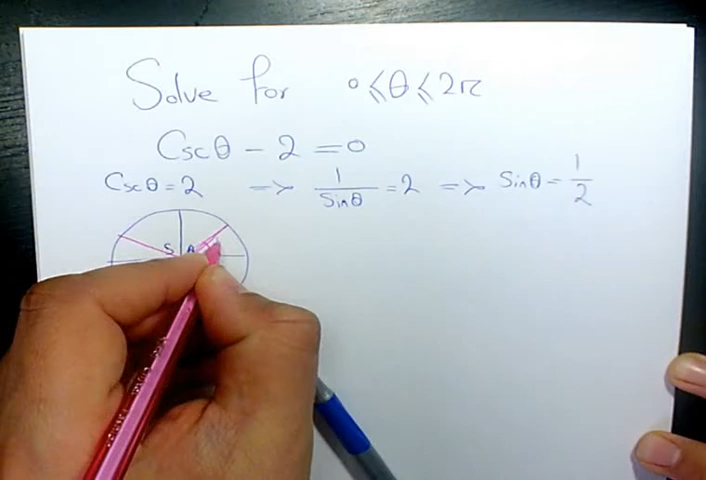 Solve for 0 ≤ θ ≤ 2π
Cscθ - 2 = 0
Cscθ = 2 => 1/Sinθ = 2 => Sinθ = 1/2
S A